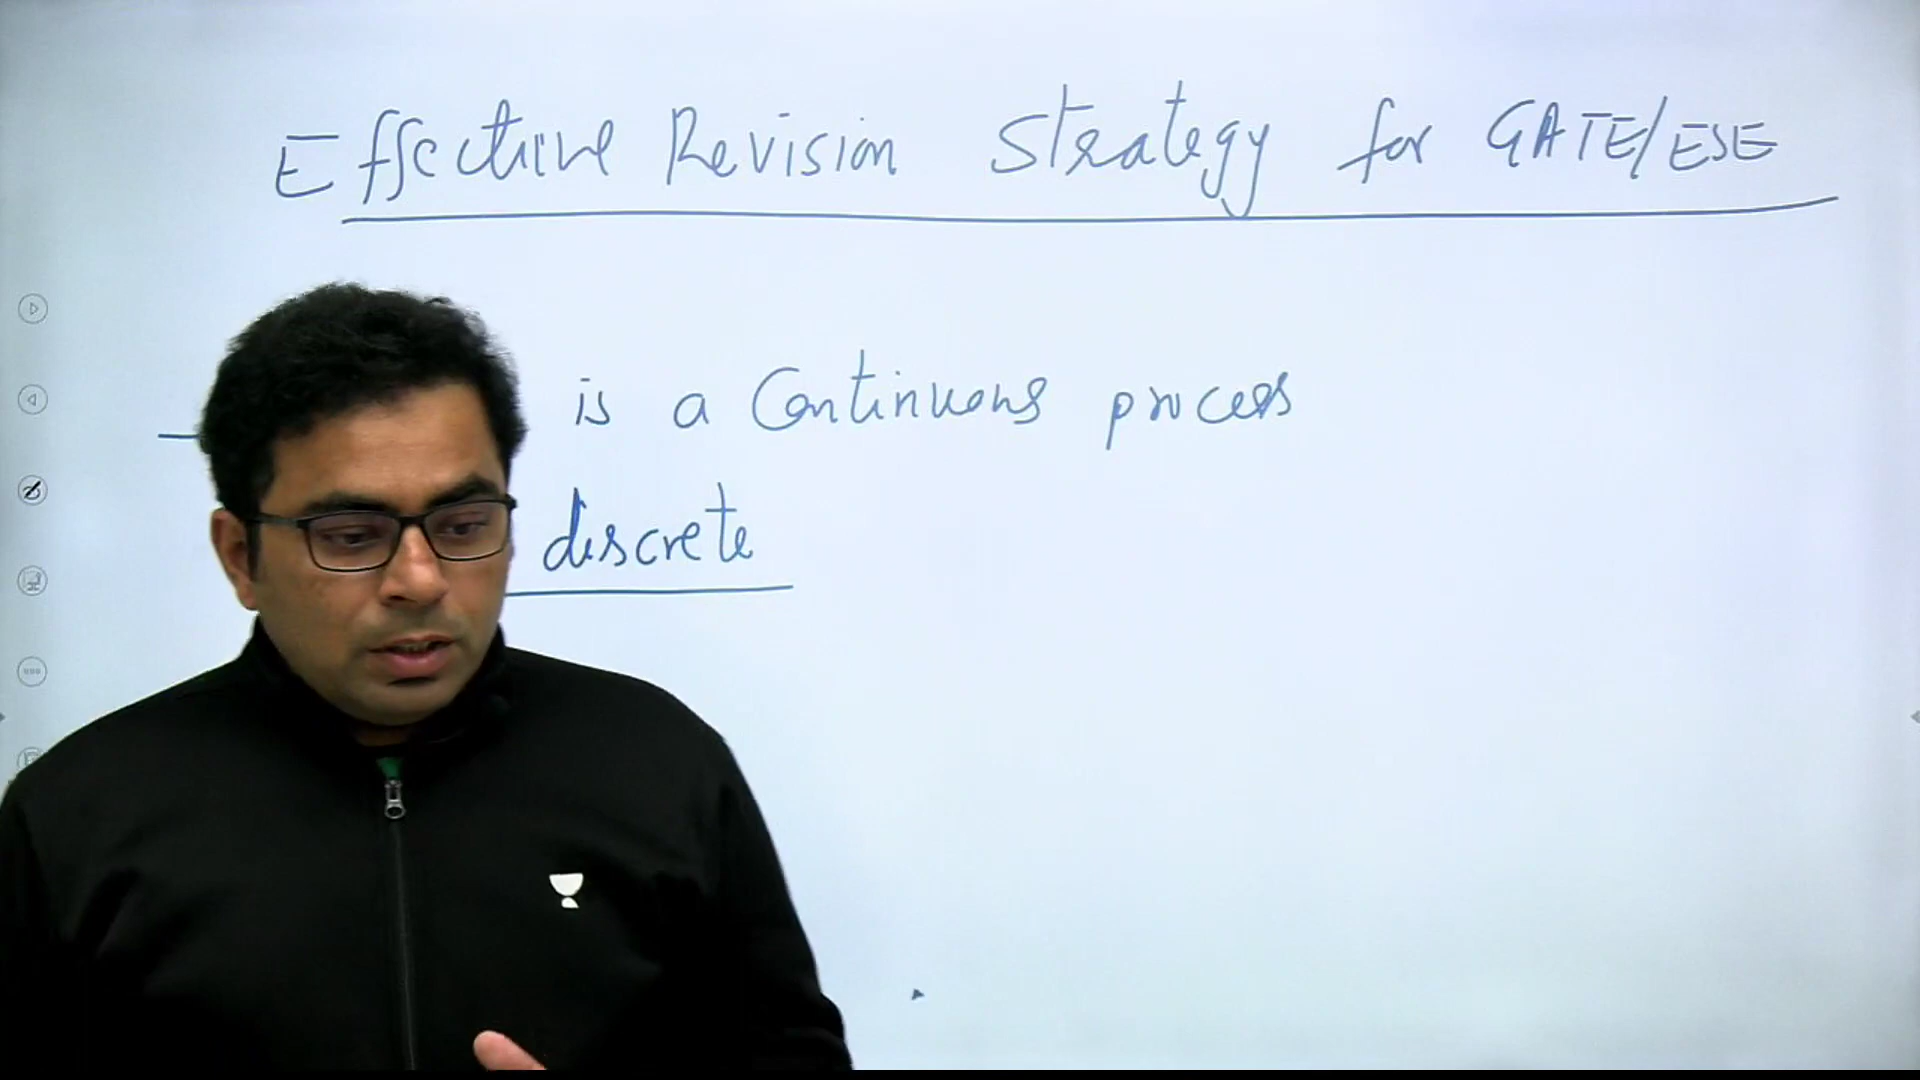 Effective Revision Strategy for GATE/ESE
is a Continuous process
discrete